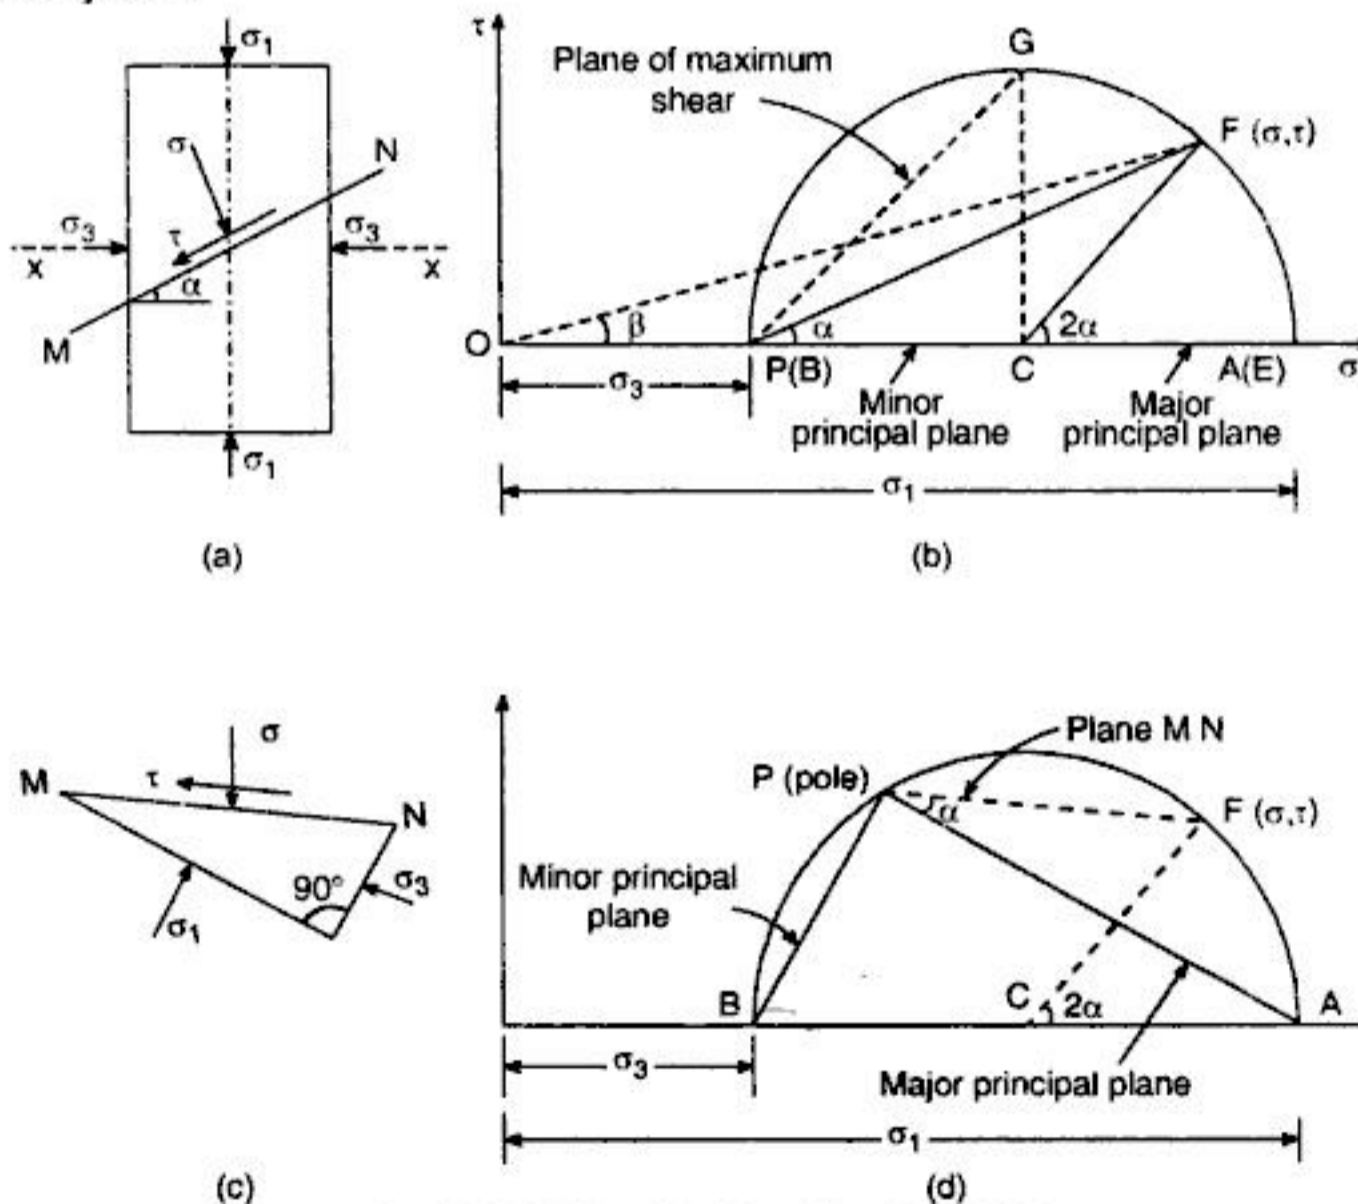 σ1
σ
N
σ3
τ
σ3
x
x
α
M
σ1
(a)
τ
G
Plane of maximum
shear
F (σ,τ)
O
β
α
2α
P(B)
C
A(E)
σ
σ3
Minor
principal plane
Major
principal plane
σ1
(b)
M
τ
σ
N
90°
σ3
σ1
(c)
Plane M N
P (pole)
α
F (σ,τ)
Minor principal
plane
B
C
2α
A
σ3
Major principal plane
σ1
(d)